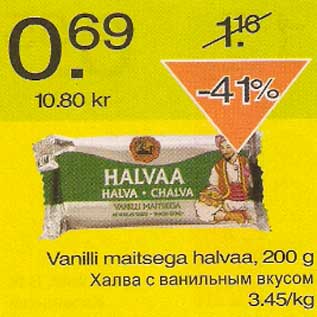 0.69
1.16
10.80 kr
-41%
HALVAA
HALVA · CHALVA
VANILLI MAITSEGA
Vanilli maitsega halvaa, 200 g
Халва с ванильным вкусом
3.45/kg